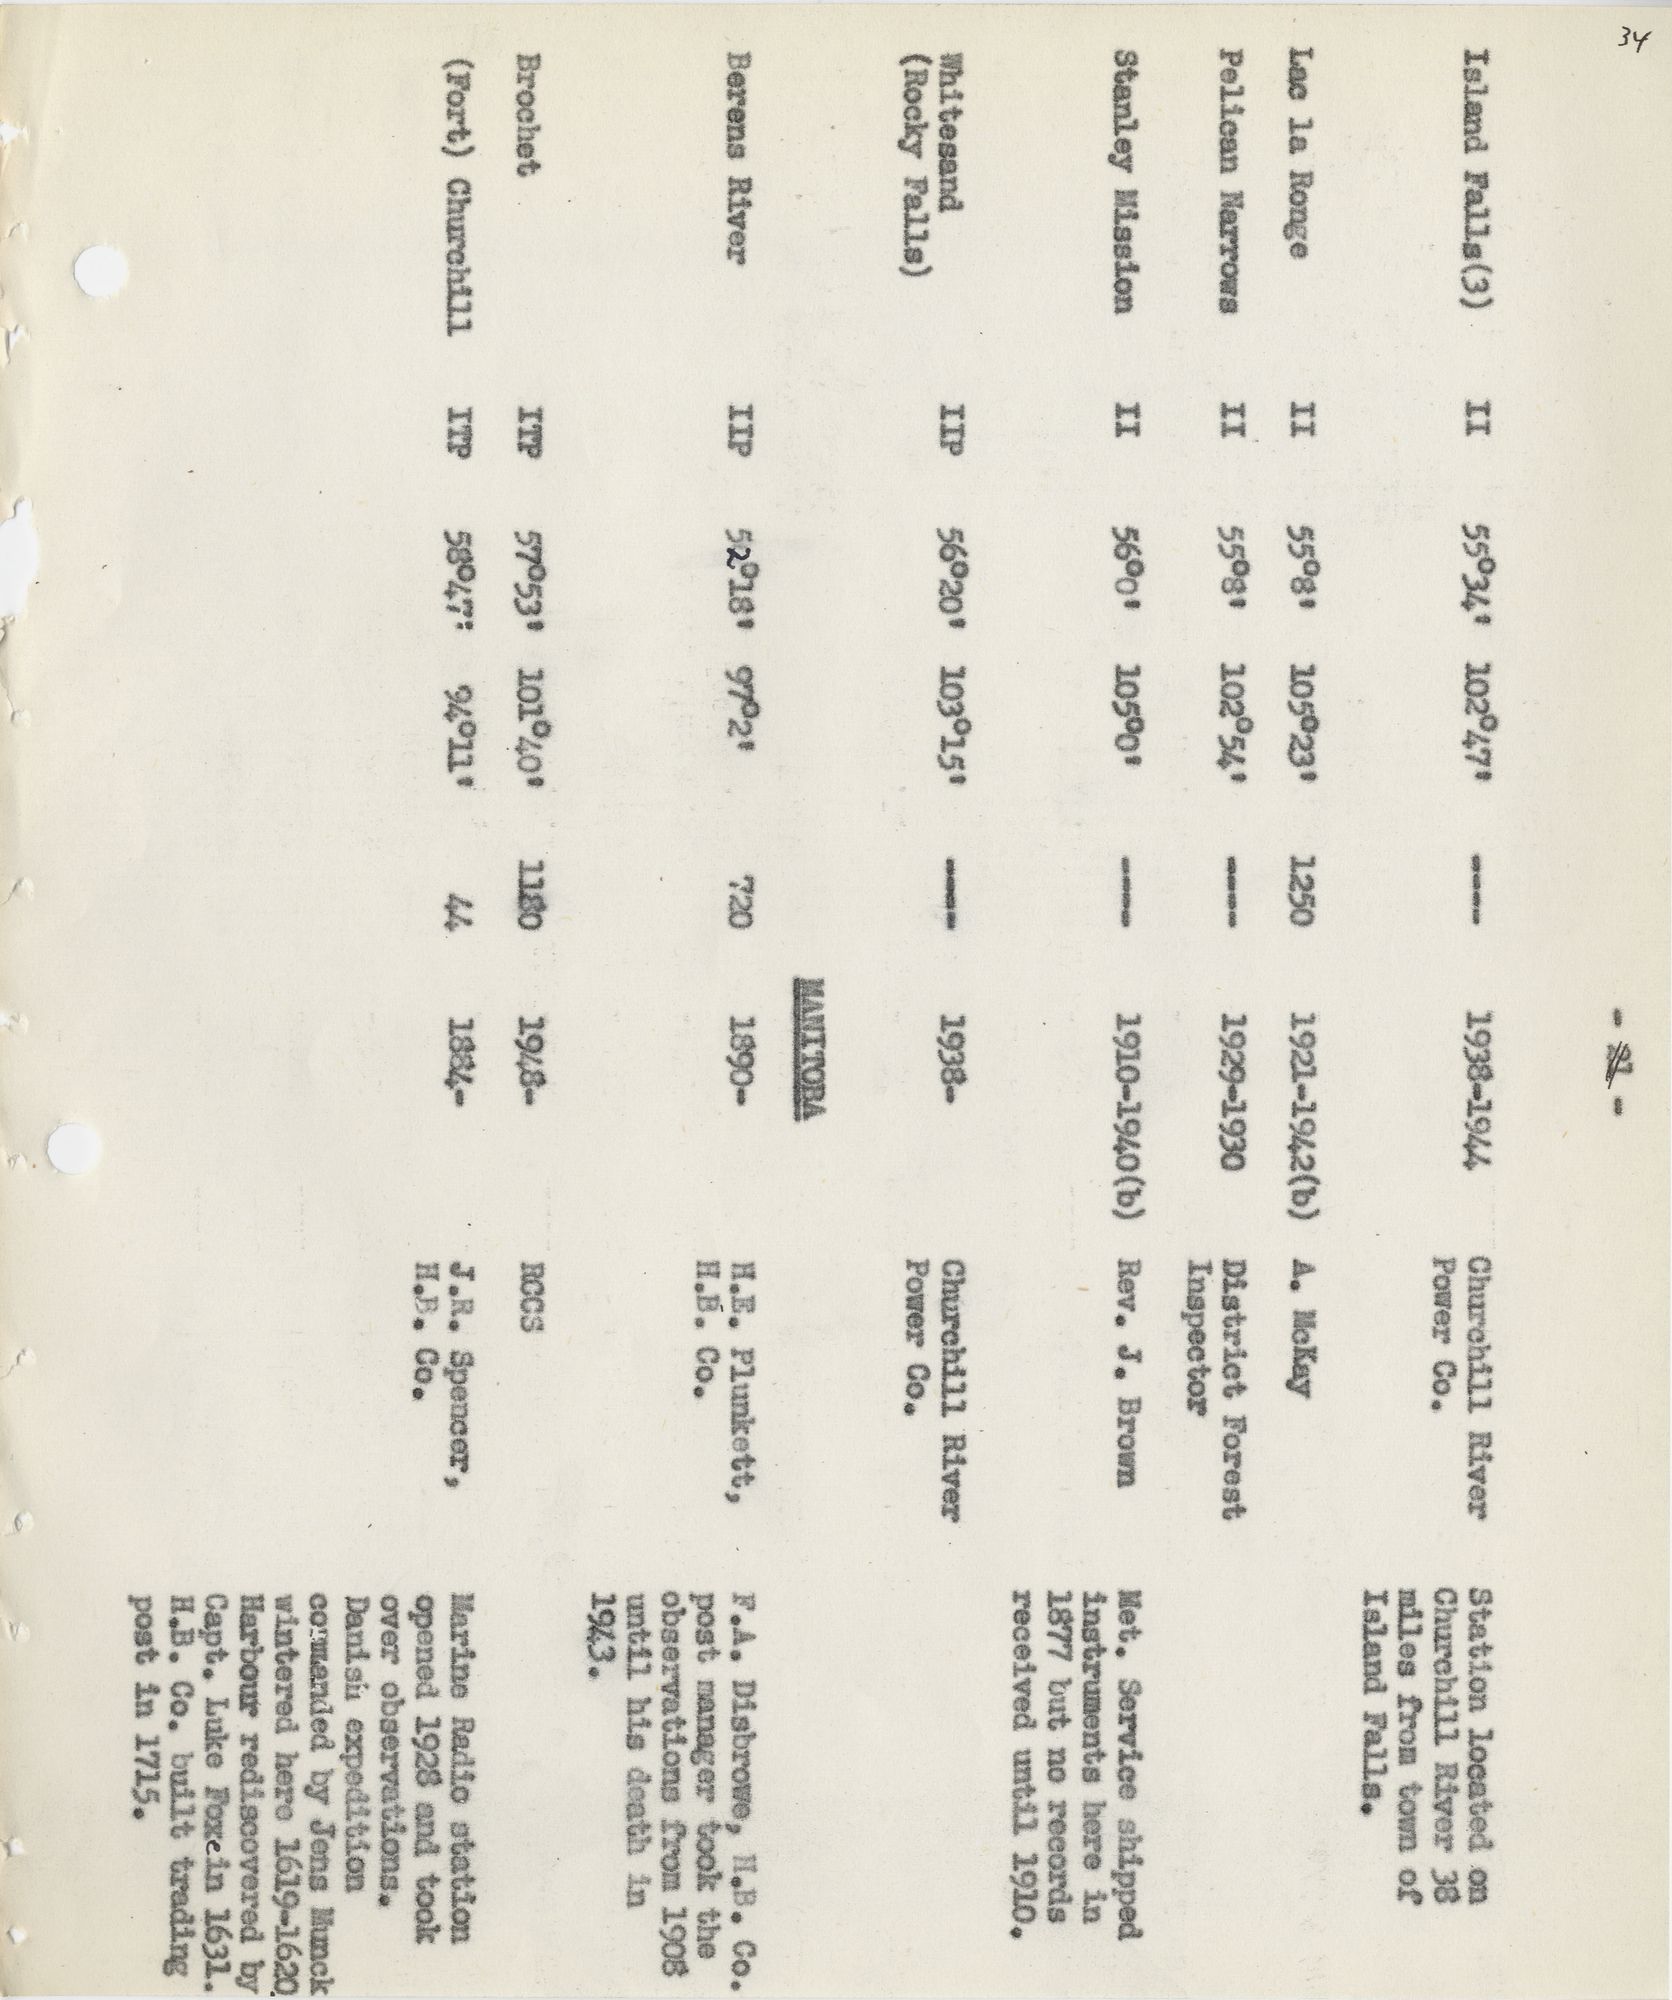 34
- 21 -
Island Falls(3) II 55°34' 102°47' ---- 1938-1944 Churchill River Station located on
Power Co. Churchill River 38
miles from town of
Island Falls.
Lac la Ronge II 55°8' 105°23' 1250 1921-1942(b) A. McKay
Pelican Narrows II 55°8' 102°54' ---- 1929-1930 District Forest
Inspector
Stanley Mission II 56°0' 105°0' ---- 1910-1940(b) Rev. J. Brown Met. Service shipped
instruments here in
1877 but no records
received until 1910.
Whitesand IIP 56°20' 103°15' ---- 1938- Churchill River
(Rocky Falls) Power Co.
MANITOBA
Berens River IIP 52°18' 97°2' 720 1890- H.E. Plunkett, F.A. Disbrowe, H.B. Co.
H.B. Co. post manager took the
observations from 1908
until his death in
1943.
Brochet ITP 57°53' 101°40' 1180 1948- RCCS
(Fort) Churchill ITP 58°47' 94°11' 44 1884- J.R. Spencer, Marine Radio station
H.B. Co. opened 1928 and took
over observations.
Danish expedition
commanded by Jens Munck
wintered here 1619-1620
Harbour rediscovered by
Capt. Luke Foxe in 1631.
H.B. Co. built trading
post in 1715.